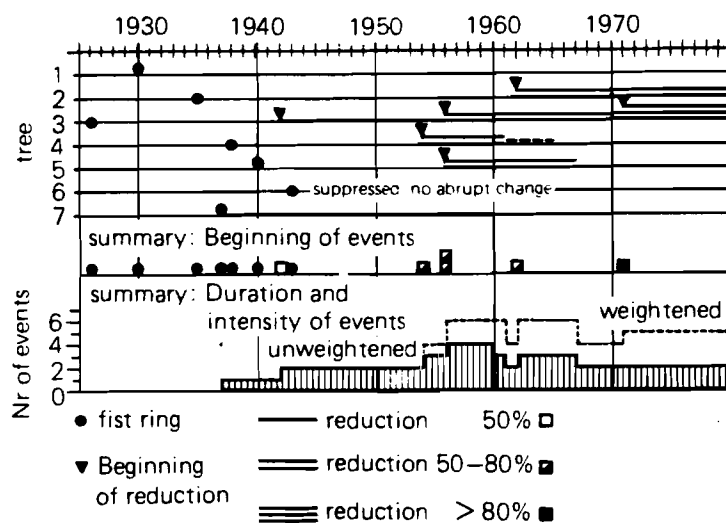 1930 1940 1950 1960 1970
tree
1
2
3
4
5
6 suppressed no abrupt change
7
summary: Beginning of events
summary: Duration and
intensity of events
weightened
unweightened
Nr of events
6
4
2
0
fist ring
reduction 50%
Beginning
of reduction
reduction 50-80%
reduction > 80%